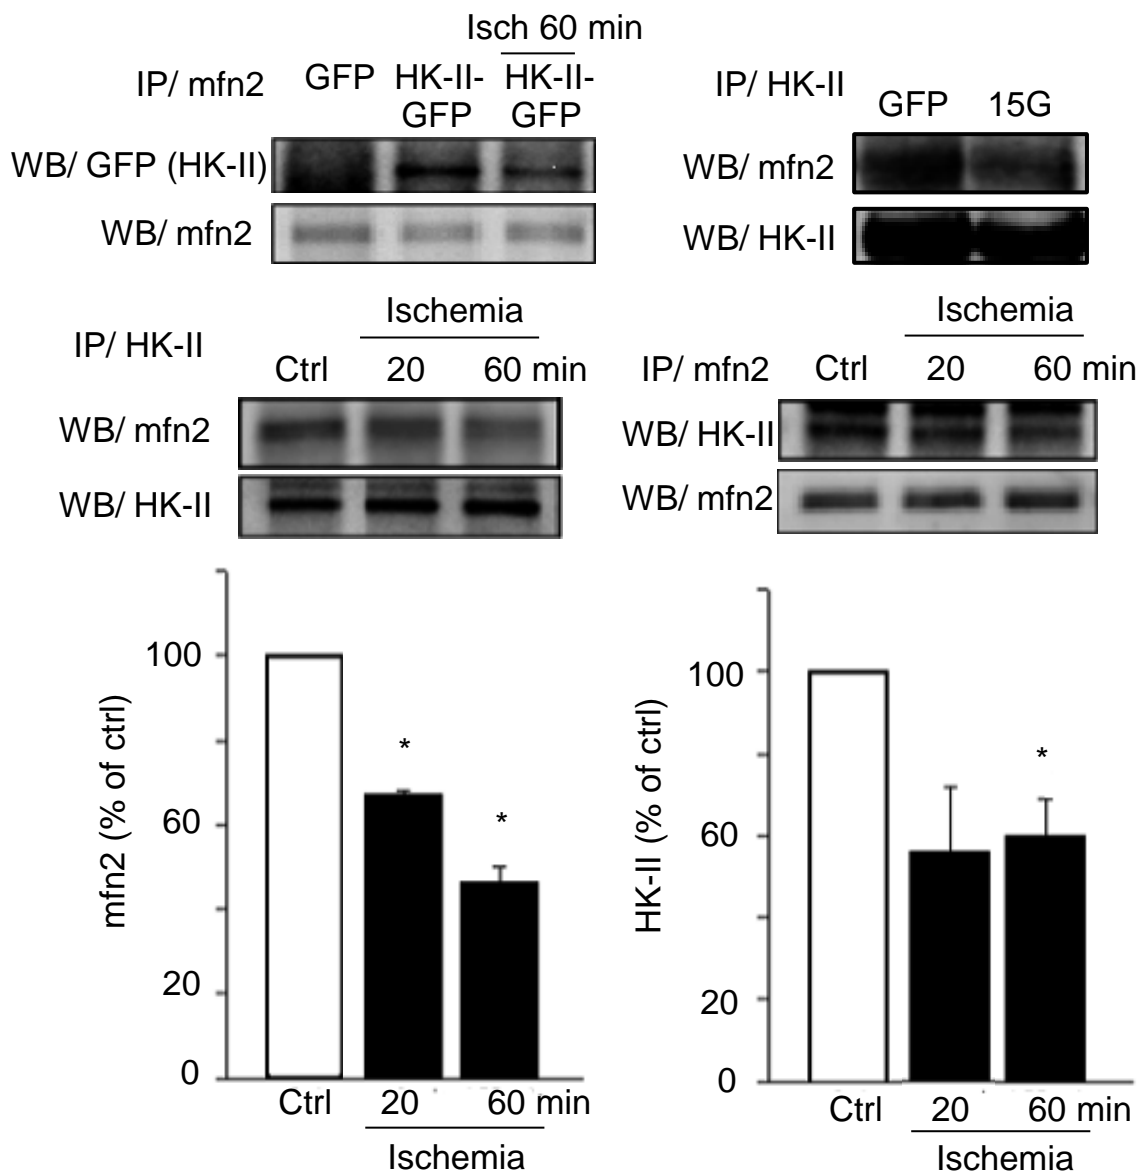 Isch 60 min
IP/ mfn2 GFP HK-II-GFP HK-II-GFP
WB/ GFP (HK-II)
WB/ mfn2
IP/ HK-II GFP 15G
WB/ mfn2
WB/ HK-II
Ischemia
IP/ HK-II Ctrl 20 60 min
WB/ mfn2
WB/ HK-II
Ischemia
IP/ mfn2 Ctrl 20 60 min
WB/ HK-II
WB/ mfn2
mfn2 (% of ctrl)
100
60
20
0
*
*
Ctrl 20 60 min
Ischemia
HK-II (% of ctrl)
100
60
20
0
*
Ctrl 20 60 min
Ischemia